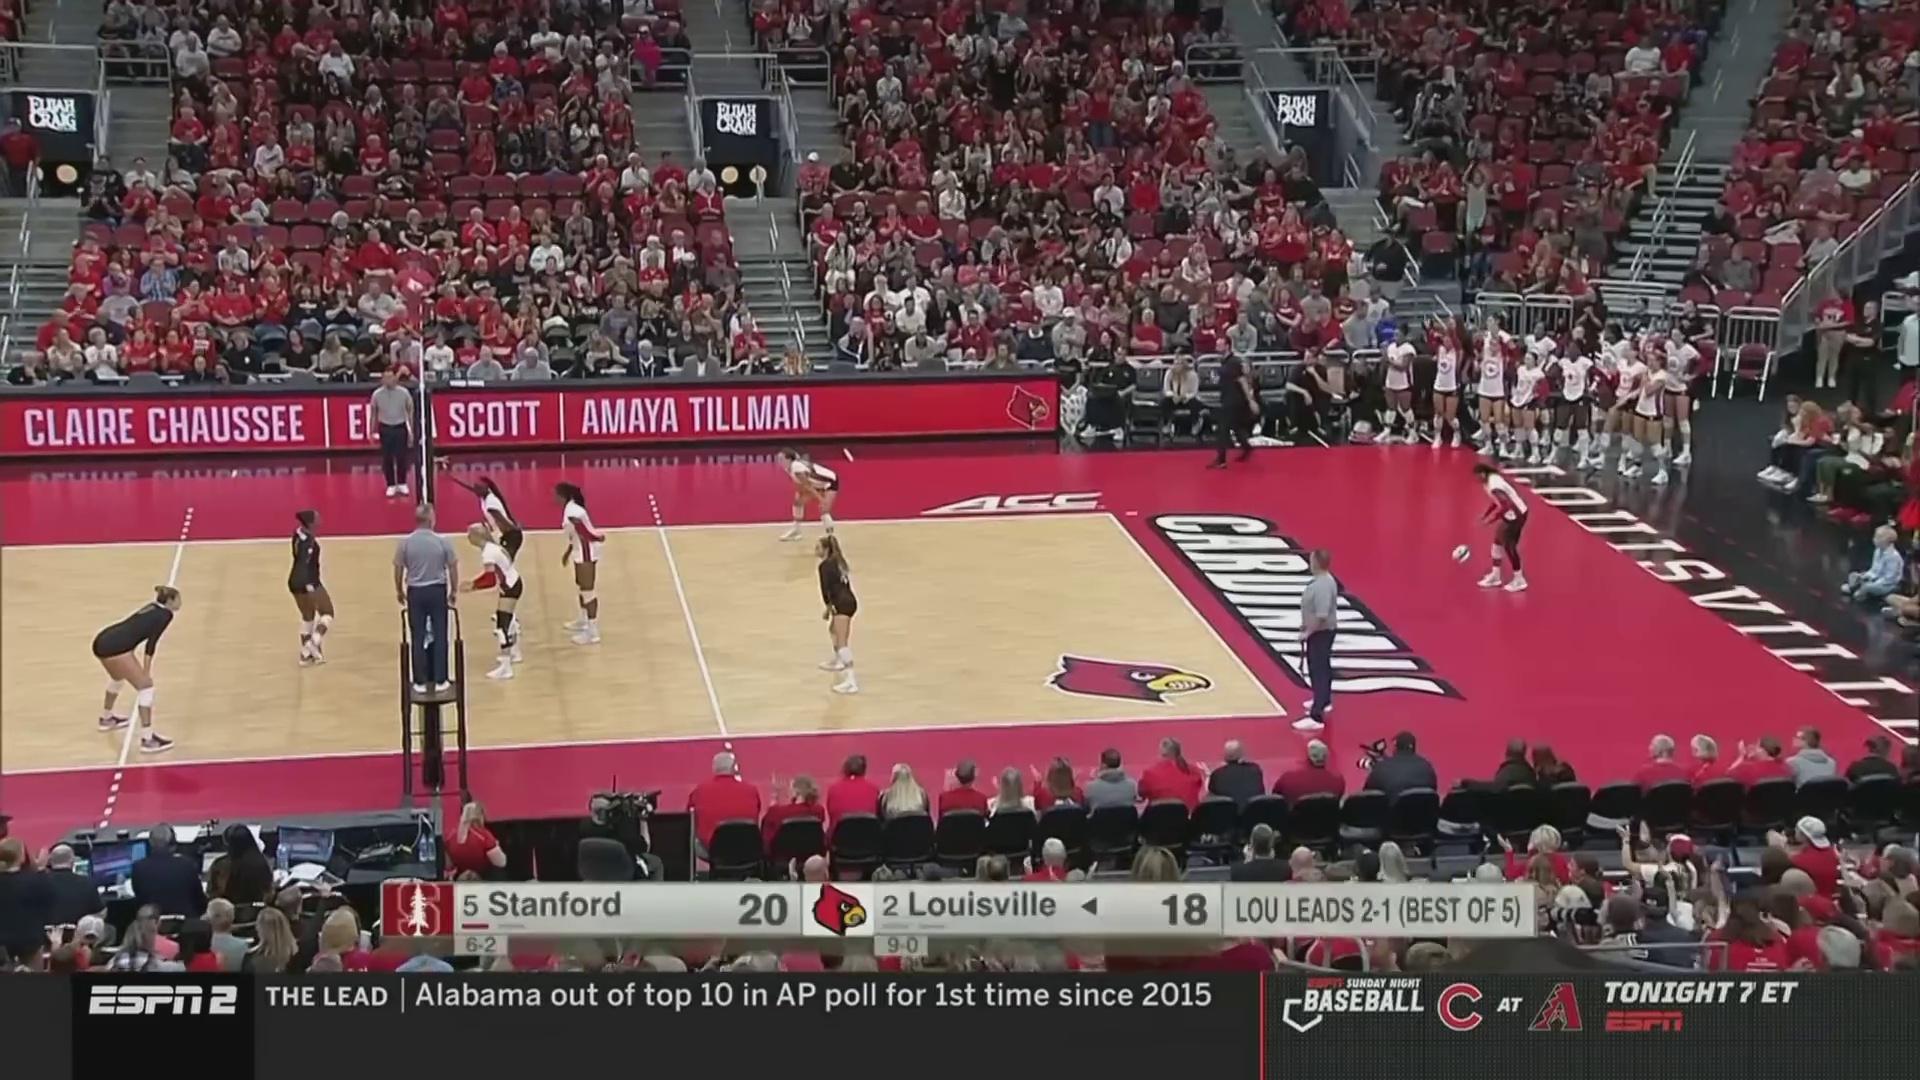 ELIJAH CRAIG
ELIJAH CRAIG
ELIJAH CRAIG
CLAIRE CHAUSSEE | SCOTT | AMAYA TILLMAN
ACC
CARDINALS
LOUISVILLE
S 5 Stanford 20 2 Louisville ◄ 18 LOU LEADS 2-1 (BEST OF 5)
6-2 9-0
ESPN 2 THE LEAD | Alabama out of top 10 in AP poll for 1st time since 2015
ESPN SUNDAY NIGHT BASEBALL C AT A TONIGHT 7 ET
ESPN